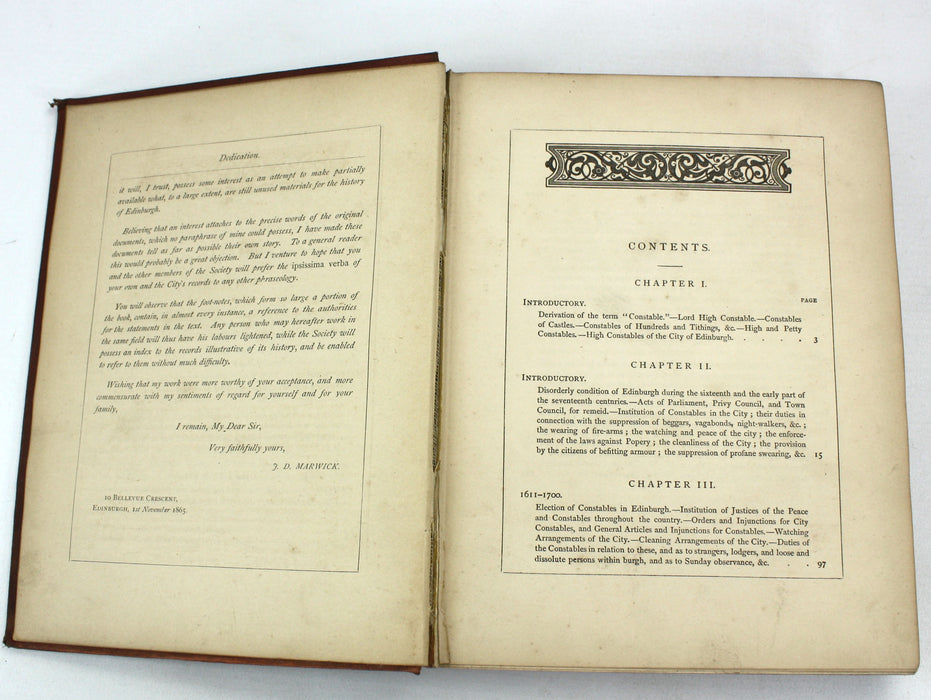 Dedication.
it will, I trust, possess some interest as an attempt to make partially
available what, to a large extent, are still unused materials for the history
of Edinburgh.
Believing that an interest attaches to the precise words of the original
documents, which no paraphrase of mine could possess, I have made these
documents tell as far as possible their own story. To a general reader
this would probably be a great objection. But I venture to hope that you
and the other members of the Society will prefer the ipsissima verba of
your own and the City's records to any other phraseology.
You will observe that the foot-notes, which form so large a portion of
the book, contain, in almost every instance, a reference to the authorities
for the statements in the text. Any person who may hereafter work in
the same field will thus have his labours lightened, while the Society will
possess an index to the records illustrative of its history, and be enabled
to refer to them without much difficulty.
Wishing that my work were more worthy of your acceptance, and more
commensurate with my sentiments of regard for yourself and for your
family,
I remain, My Dear Sir,
Very faithfully yours,
J. D. MARWICK.
10 BELLEVUE CRESCENT,
EDINBURGH, 1st November 1865.
CONTENTS.
CHAPTER I.
PAGE
INTRODUCTORY.
Derivation of the term "Constable."—Lord High Constable.—Constables
of Castles.—Constables of Hundreds and Tithings, &c.—High and Petty
Constables.—High Constables of the City of Edinburgh. . . . . 3
CHAPTER II.
INTRODUCTORY.
Disorderly condition of Edinburgh during the sixteenth and the early part of
the seventeenth centuries.—Acts of Parliament, Privy Council, and Town
Council, for remeid.—Institution of Constables in the City; their duties in
connection with the suppression of beggars, vagabonds, night-walkers, &c.;
the wearing of fire-arms; the watching and peace of the city; the enforce-
ment of the laws against Popery; the cleanliness of the City; the provision
by the citizens of befitting armour; the suppression of profane swearing, &c. 15
CHAPTER III.
1611-1700.
Election of Constables in Edinburgh.—Institution of Justices of the Peace
and Constables throughout the country.—Orders and Injunctions for City
Constables, and General Articles and Injunctions for Constables.—Watching
Arrangements of the City.—Cleaning Arrangements of the City.—Duties of
the Constables in relation to these, and as to strangers, lodgers, and loose and
dissolute persons within burgh, and as to Sunday observance, &c. . . 97